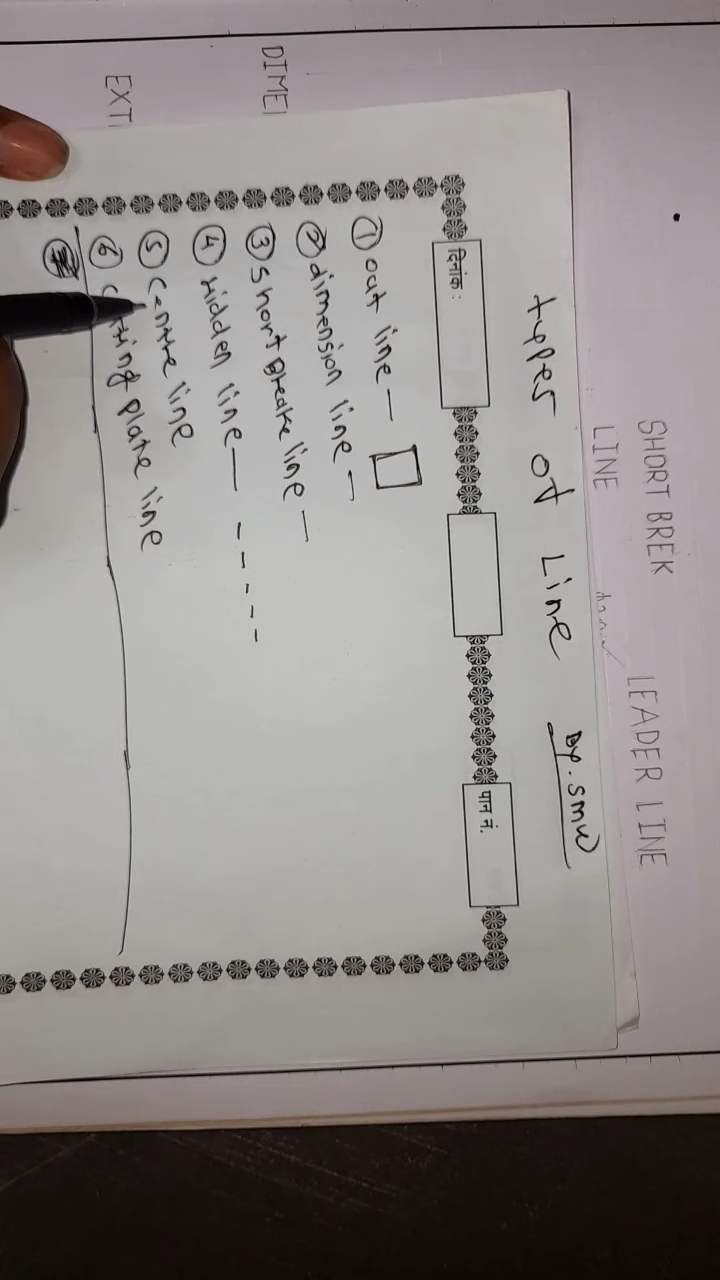 SHORT BREK
LINE
LEADER LINE
DIME
EXT
types of Line
By. smw
दिनांक:
पान नं.
① out line —
② dimension line —
③ short Breake line —
④ Hidden line — -----
⑤ Centre line
⑥ cutting plate line